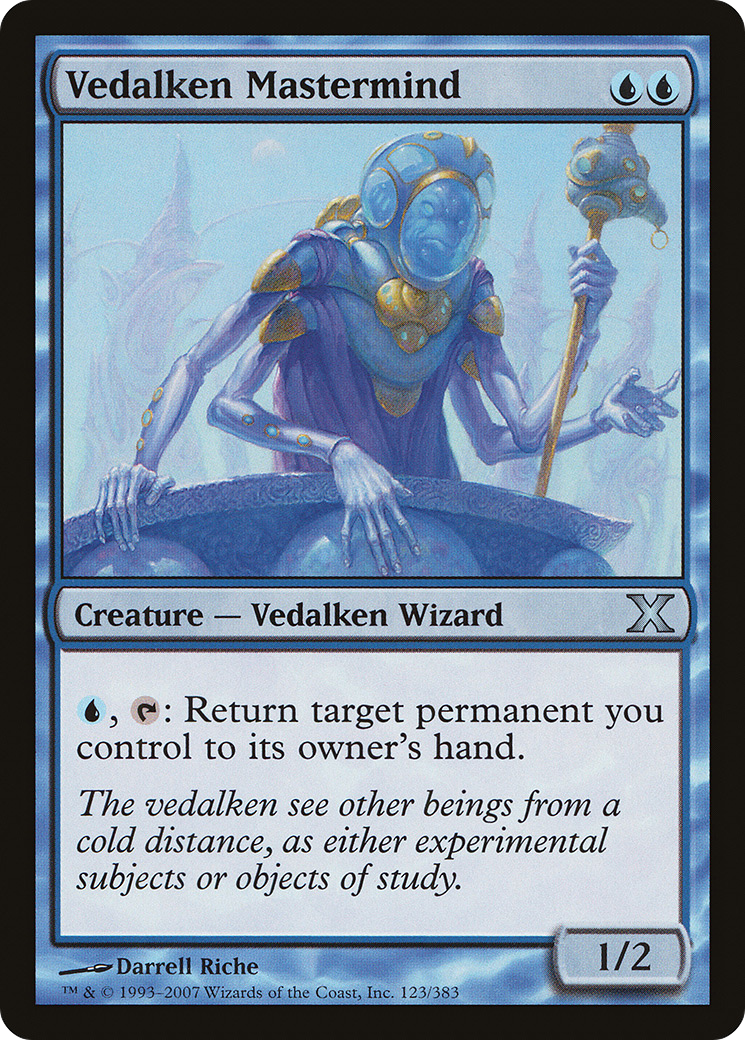 Vedalken Mastermind
Creature — Vedalken Wizard
X
, : Return target permanent you
control to its owner's hand.
The vedalken see other beings from a
cold distance, as either experimental
subjects or objects of study.
1/2
Darrell Riche
™ & © 1993–2007 Wizards of the Coast, Inc. 123/383